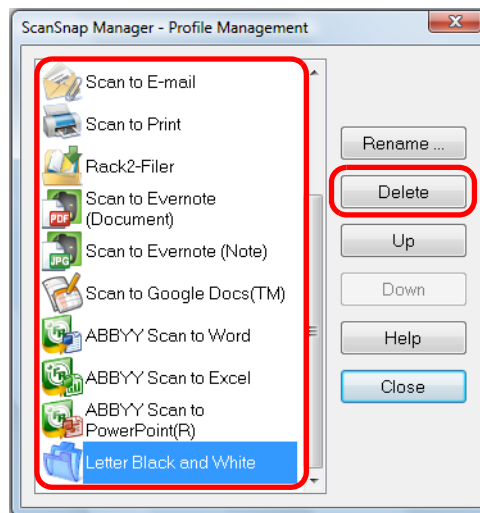 ScanSnap Manager - Profile Management
Scan to E-mail
Scan to Print
Rack2-Filer
Scan to Evernote
(Document)
PDF
Scan to Evernote (Note)
JPG
Scan to Google Docs(TM)
ABBYY Scan to Word
ABBYY Scan to Excel
ABBYY Scan to
PowerPoint(R)
Letter Black and White
Rename ...
Delete
Up
Down
Help
Close